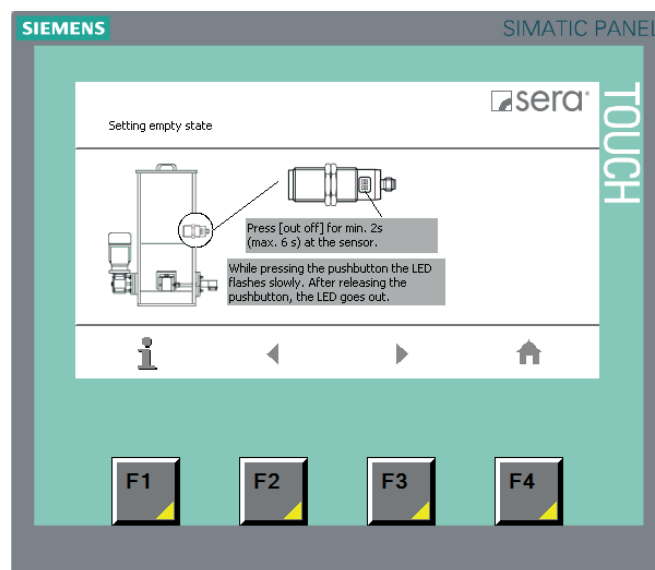 SIEMENS
SIMATIC PANEL
TOUCH
sera
Setting empty state
Press [out off] for min. 2s
(max. 6 s) at the sensor.
While pressing the pushbutton the LED
flashes slowly. After releasing the
pushbutton, the LED goes out.
F1
F2
F3
F4